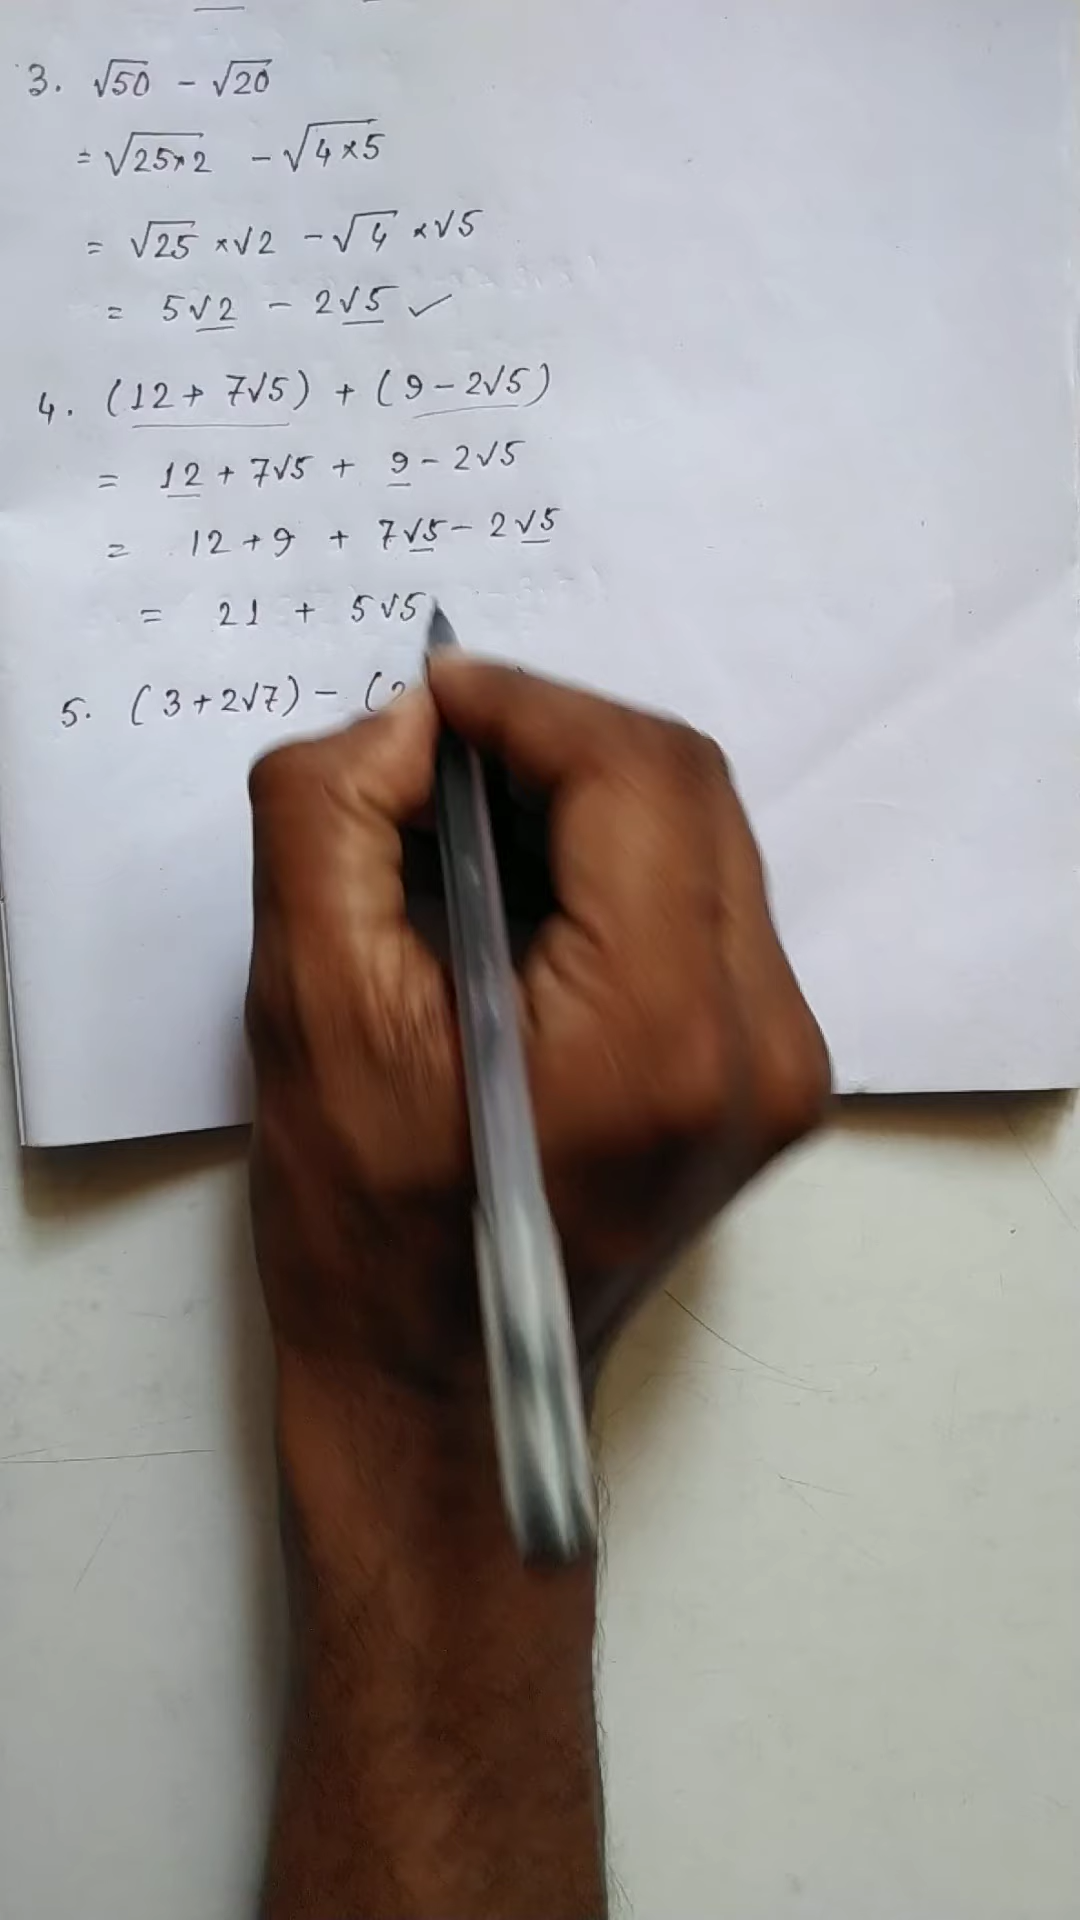 3. √50 - √20
= √25×2 - √4×5
= √25 × √2 - √4 × √5
= 5√2 - 2√5 ✓
4. (12 + 7√5) + (9 - 2√5)
= 12 + 7√5 + 9 - 2√5
= 12 + 9 + 7√5 - 2√5
= 21 + 5√5
5. (3 + 2√7) - (2